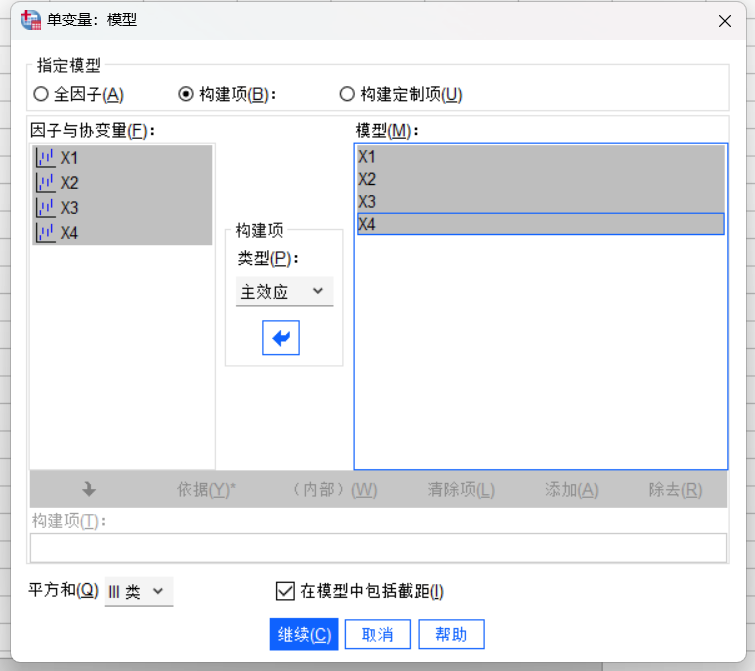 单变量：模型
指定模型
全因子(A) 构建项(B)： 构建定制项(U)
因子与协变量(F)： 模型(M)：
X1 X1
X2 X2
X3 X3
X4 X4
构建项
类型(P)：
主效应
依据(Y)* （内部）(W) 清除项(L) 添加(A) 除去(R)
构建项(T)：
平方和(Q) III 类 在模型中包括截距(I)
继续(C) 取消 帮助